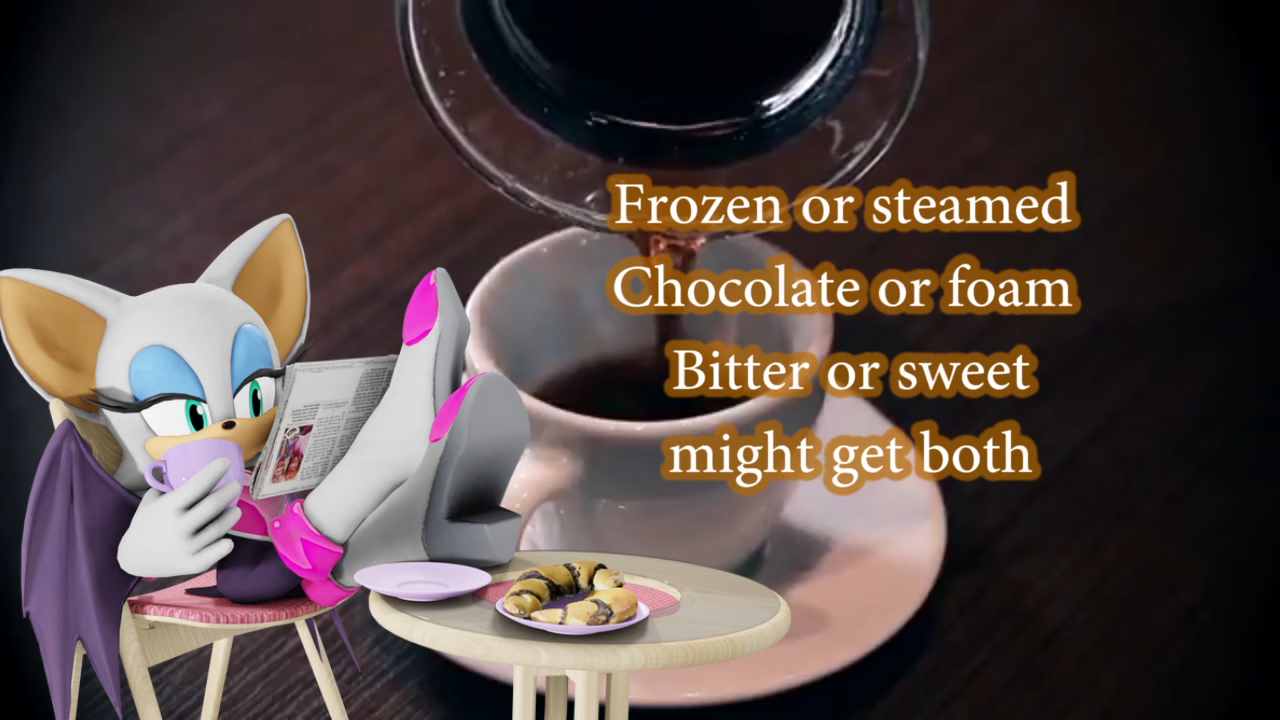 Frozen or steamed
Chocolate or foam
Bitter or sweet
might get both